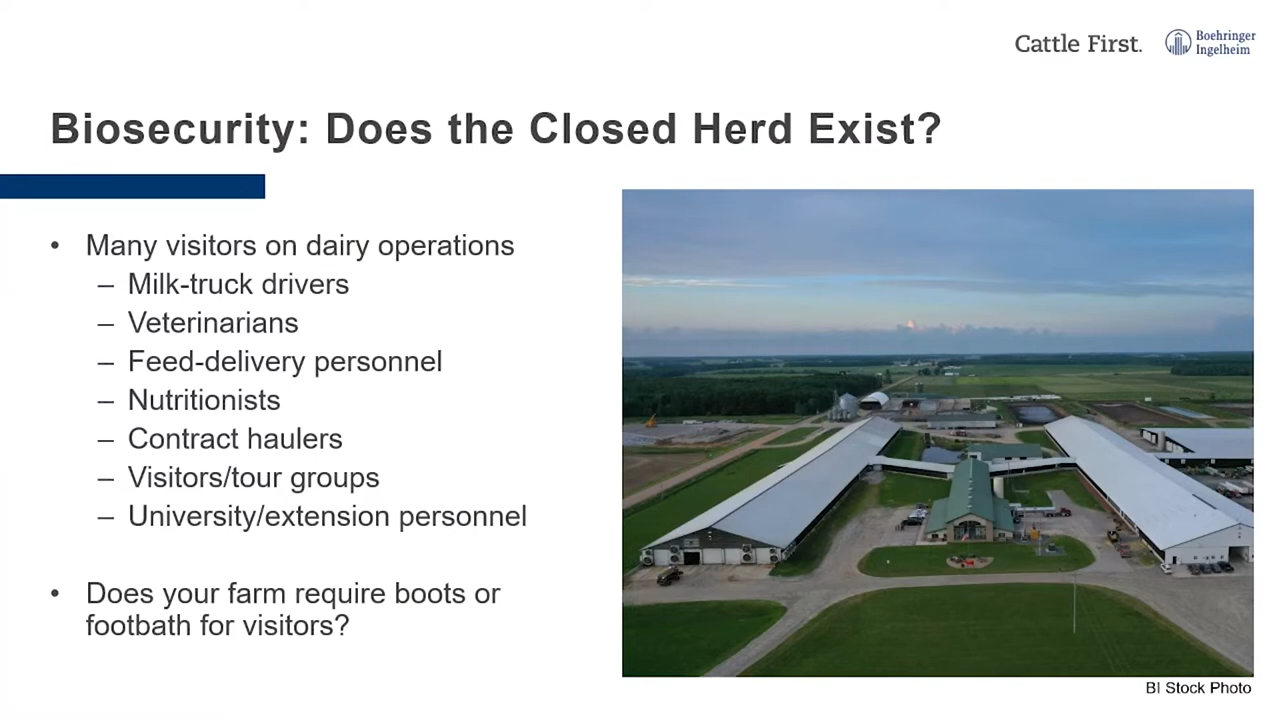 Cattle First.
Boehringer
Ingelheim
Biosecurity: Does the Closed Herd Exist?
• Many visitors on dairy operations
– Milk-truck drivers
– Veterinarians
– Feed-delivery personnel
– Nutritionists
– Contract haulers
– Visitors/tour groups
– University/extension personnel
• Does your farm require boots or
footbath for visitors?
BI Stock Photo